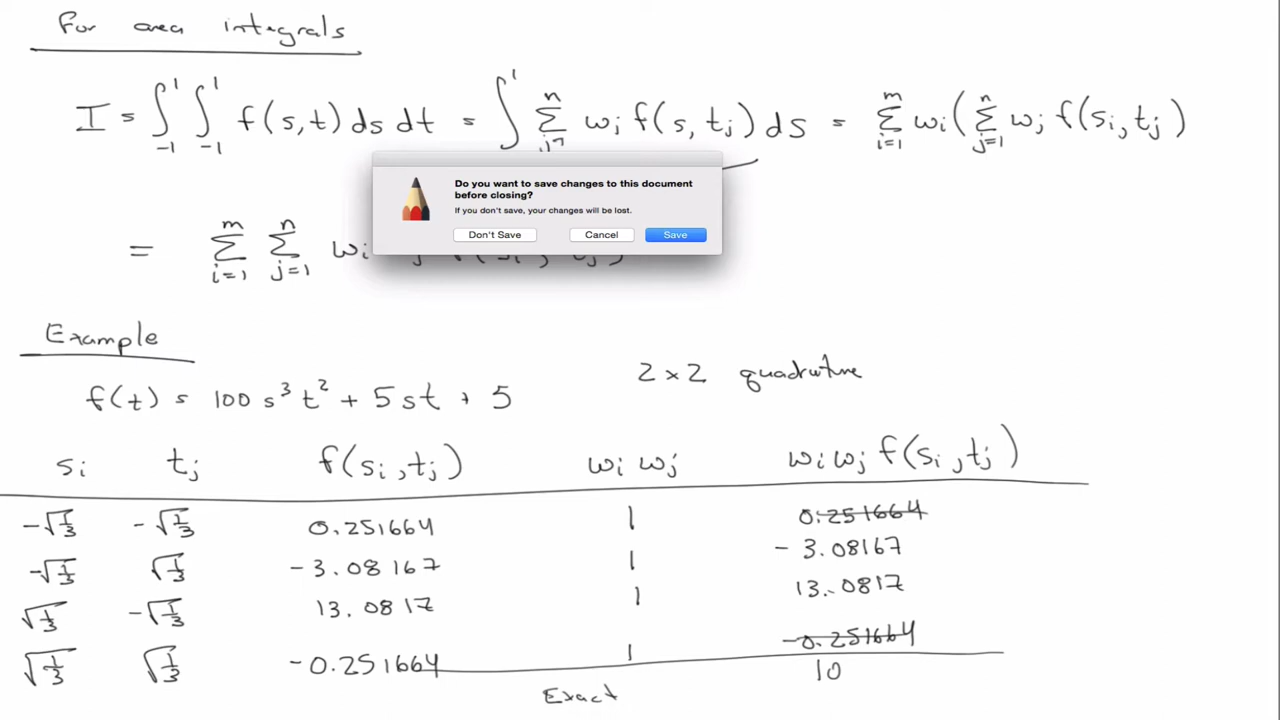 For area integrals
I = ∫₋₁¹ ∫₋₁¹ f(s,t) ds dt = ∫¹ Σⁿ wⱼ f(s, tⱼ) ds = Σᵢ₌₁ᵐ wᵢ( Σⱼ₌₁ⁿ wⱼ f(sᵢ, tⱼ)
Do you want to save changes to this document
before closing?
If you don't save, your changes will be lost.
Don't Save Cancel Save
= Σᵢ₌₁ᵐ Σⱼ₌₁ⁿ wᵢ
Example
2 x 2 quadruture
f(t) = 100 s³ t² + 5 st + 5
sᵢ tⱼ f(sᵢ, tⱼ) wᵢ wⱼ wᵢ wⱼ f(sᵢ, tⱼ)
-√⅓ -√⅓ 0.251664 1 0.251664
-√⅓ √⅓ -3.08167 1 -3.08167
√⅓ -√⅓ 13.0817 1 13.0817
√⅓ √⅓ -0.251664 1 -0.251664
10
Exact